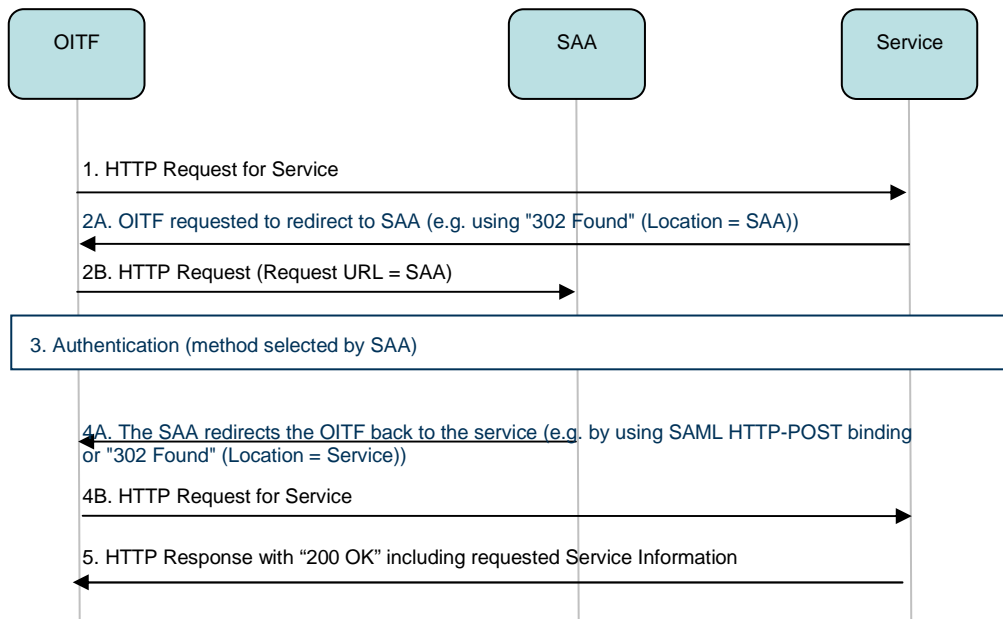 OITF
SAA
Service
1. HTTP Request for Service
2A. OITF requested to redirect to SAA (e.g. using "302 Found" (Location = SAA))
2B. HTTP Request (Request URL = SAA)
3. Authentication (method selected by SAA)
4A. The SAA redirects the OITF back to the service (e.g. by using SAML HTTP-POST binding
or "302 Found" (Location = Service))
4B. HTTP Request for Service
5. HTTP Response with “200 OK” including requested Service Information